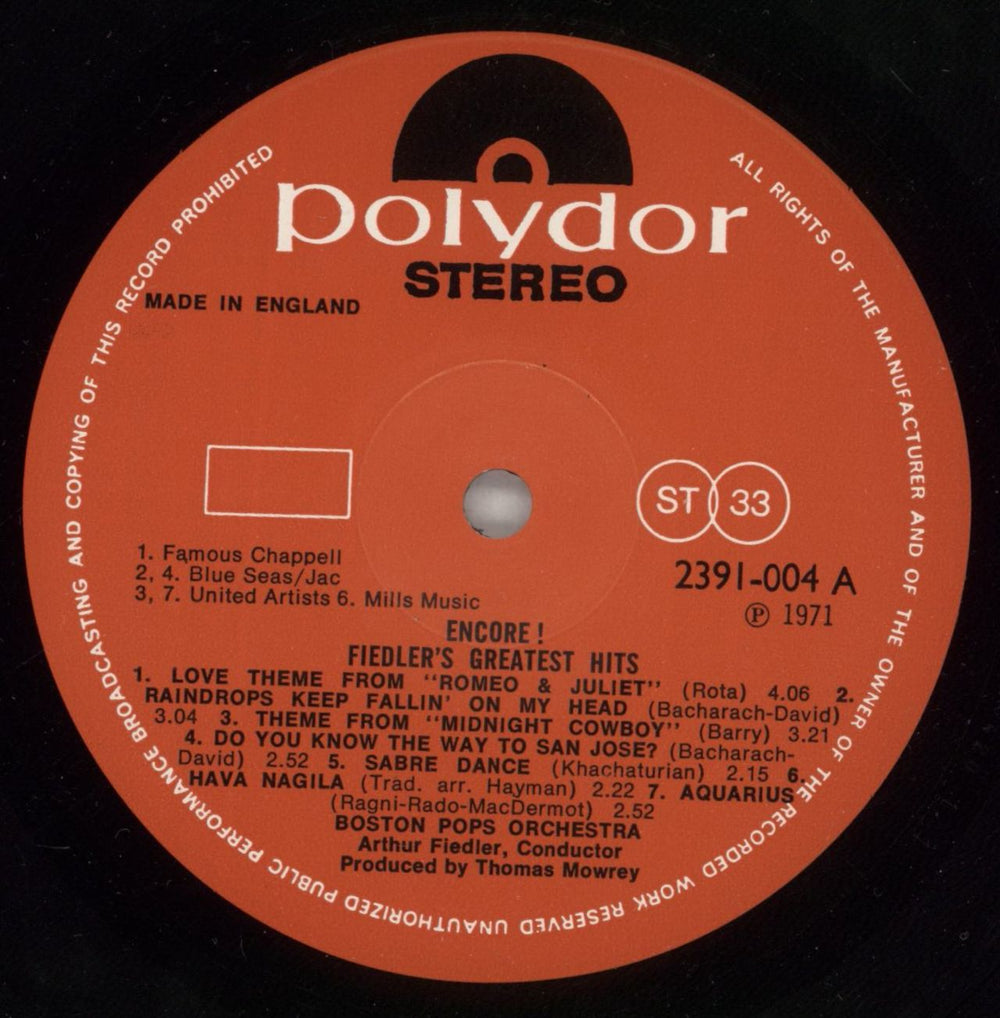 polydor
STEREO
MADE IN ENGLAND
ALL RIGHTS OF THE MANUFACTURER AND OF THE OWNER OF THE RECORDED WORK RESERVED UNAUTHORIZED PUBLIC PERFORMANCE BROADCASTING AND COPYING OF THIS RECORD PROHIBITED
ST 33
1. Famous Chappell
2, 4. Blue Seas/Jac
3, 7. United Artists 6. Mills Music
2391-004 A
Ⓟ 1971
ENCORE!
FIEDLER'S GREATEST HITS
1. LOVE THEME FROM "ROMEO & JULIET" (Rota) 4.06 2.
RAINDROPS KEEP FALLIN' ON MY HEAD (Bacharach-David)
3.04 3. THEME FROM "MIDNIGHT COWBOY" (Barry) 3.21
4. DO YOU KNOW THE WAY TO SAN JOSE? (Bacharach-
David) 2.52 5. SABRE DANCE (Khachaturian) 2.15 6.
HAVA NAGILA (Trad. arr. Hayman) 2.22 7. AQUARIUS
(Ragni-Rado-MacDermot) 2.52
BOSTON POPS ORCHESTRA
Arthur Fiedler, Conductor
Produced by Thomas Mowrey